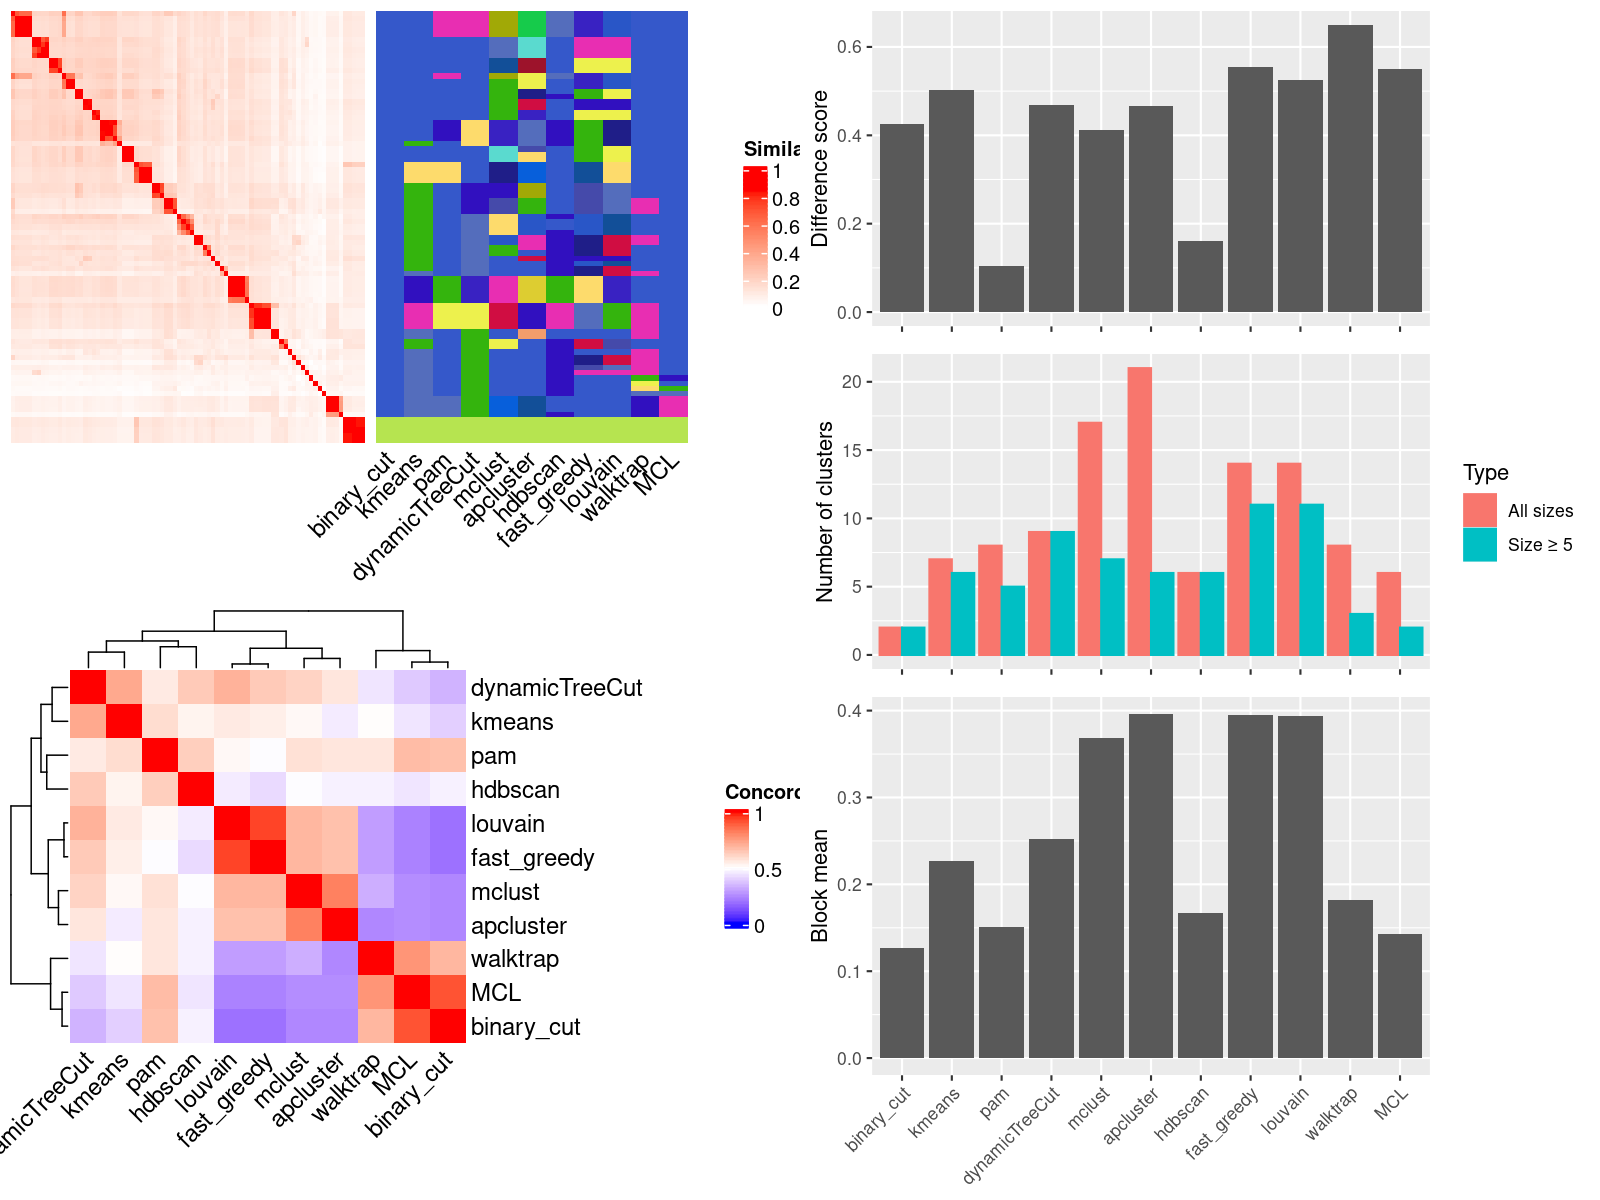 Simila
1
0.8
0.6
0.4
0.2
0
binary_cut
kmeans
pam
dynamicTreeCut
mclust
apcluster
hdbscan
fast_greedy
louvain
walktrap
MCL
dynamicTreeCut
kmeans
pam
hdbscan
louvain
fast_greedy
mclust
apcluster
walktrap
MCL
binary_cut
Concord
1
0.5
0
amicTreeCut
kmeans
pam
hdbscan
louvain
fast_greedy
mclust
apcluster
walktrap
MCL
binary_cut
Difference score
0.6
0.4
0.2
0.0
Number of clusters
20
15
10
5
0
Type
All sizes
Size ≥ 5
Block mean
0.4
0.3
0.2
0.1
0.0
binary_cut
kmeans
pam
dynamicTreeCut
mclust
apcluster
hdbscan
fast_greedy
louvain
walktrap
MCL